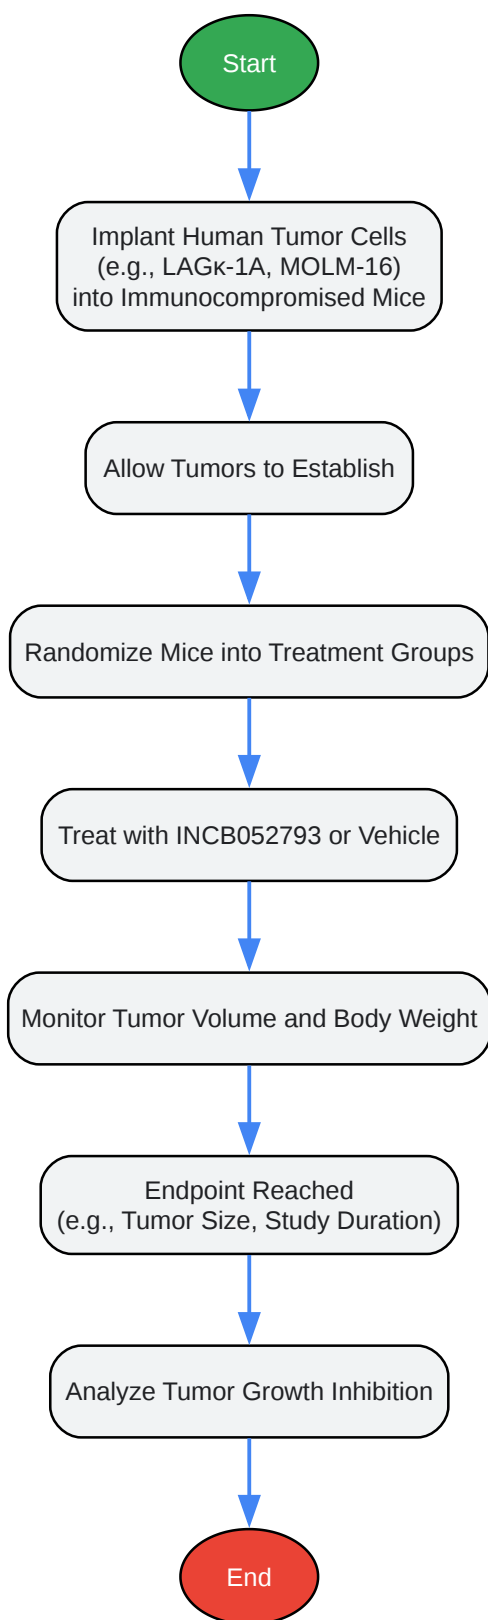 Start
Implant Human Tumor Cells
(e.g., LAGκ-1A, MOLM-16)
into Immunocompromised Mice
Allow Tumors to Establish
Randomize Mice into Treatment Groups
Treat with INCB052793 or Vehicle
Monitor Tumor Volume and Body Weight
Endpoint Reached
(e.g., Tumor Size, Study Duration)
Analyze Tumor Growth Inhibition
End